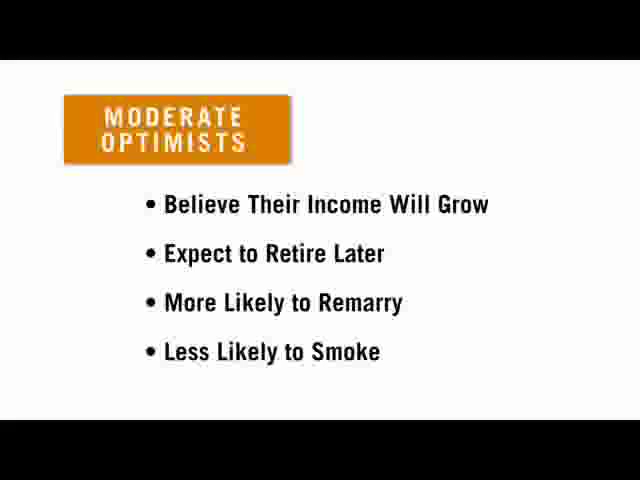 MODERATE
OPTIMISTS
• Believe Their Income Will Grow
• Expect to Retire Later
• More Likely to Remarry
• Less Likely to Smoke